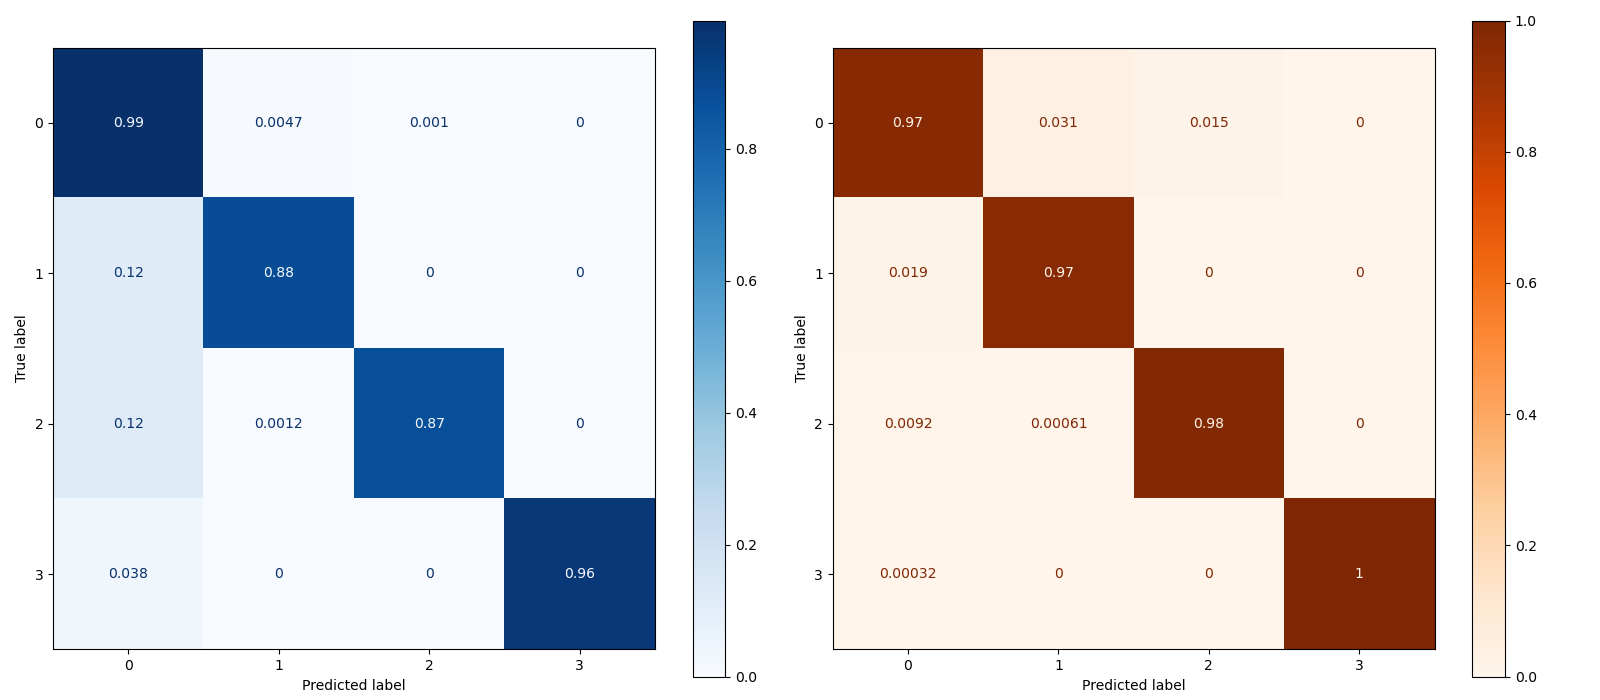 0 0.99 0.0047 0.001 0
1 0.12 0.88 0 0
2 0.12 0.0012 0.87 0
3 0.038 0 0 0.96
0 1 2 3
True label
Predicted label
0.8
0.6
0.4
0.2
0.0
0 0.97 0.031 0.015 0
1 0.019 0.97 0 0
2 0.0092 0.00061 0.98 0
3 0.00032 0 0 1
0 1 2 3
True label
Predicted label
1.0
0.8
0.6
0.4
0.2
0.0